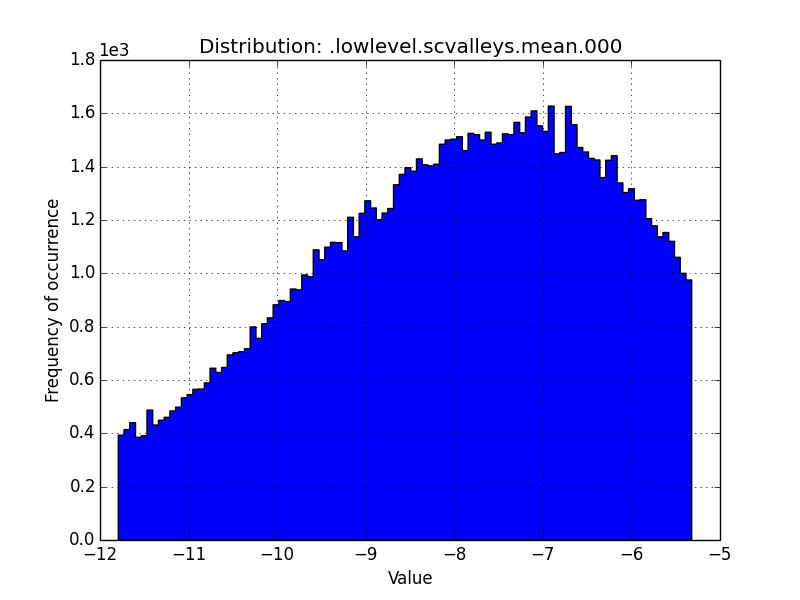 Distribution: .lowlevel.scvalleys.mean.000
1e3
1.8
1.6
1.4
1.2
1.0
0.8
0.6
0.4
0.2
0.0
Frequency of occurrence
−12 −11 −10 −9 −8 −7 −6 −5
Value